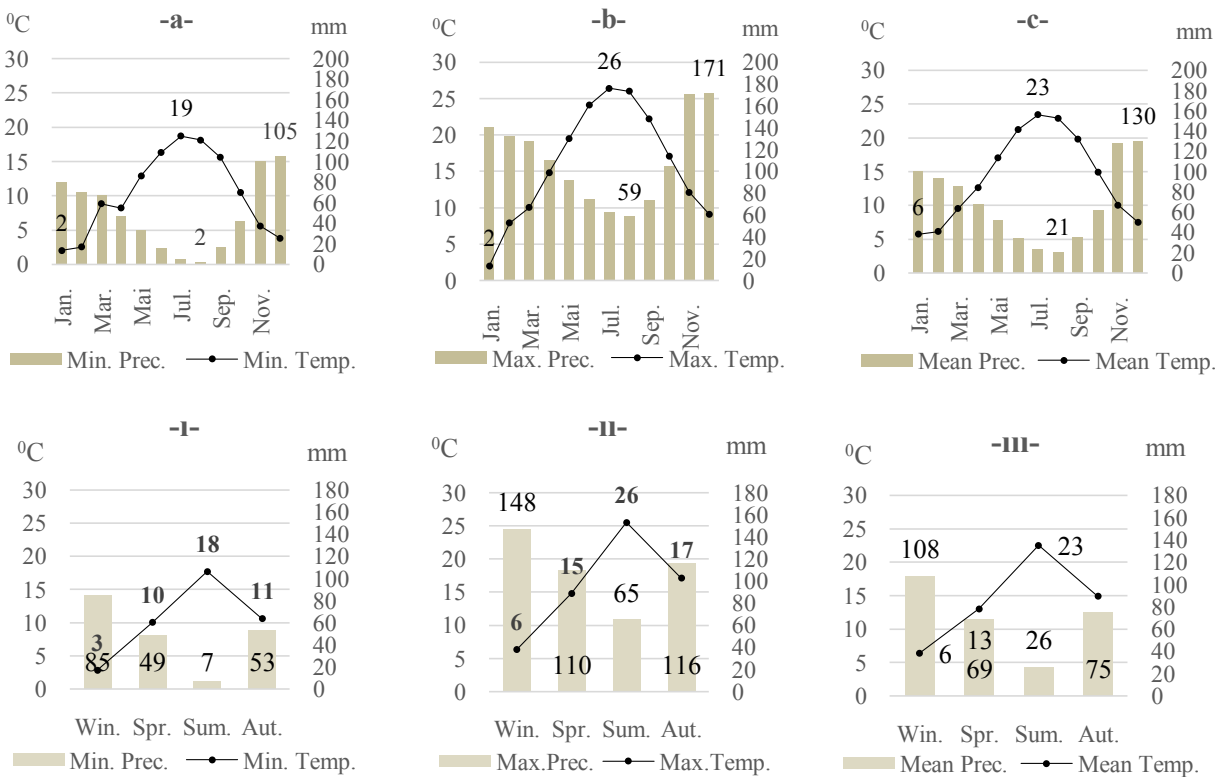 -a-
⁰C
mm
30
25
20
15
10
5
0
200
180
160
140
120
100
80
60
40
20
0
2
19
2
105
Jan.
Mar.
Mai
Jul.
Sep.
Nov.
Min. Prec.
Min. Temp.
-b-
⁰C
mm
30
25
20
15
10
5
0
200
180
160
140
120
100
80
60
40
20
0
2
26
59
171
Jan.
Mar.
Mai
Jul.
Sep.
Nov.
Max. Prec.
Max. Temp.
-c-
⁰C
mm
30
25
20
15
10
5
0
200
180
160
140
120
100
80
60
40
20
0
6
23
21
130
Jan.
Mar.
Mai
Jul.
Sep.
Nov.
Mean Prec.
Mean Temp.
-ı-
⁰C
mm
30
25
20
15
10
5
0
180
160
140
120
100
80
60
40
20
0
3
10
18
11
85
49
7
53
Win. Spr. Sum. Aut.
Min. Prec.
Min. Temp.
-ıı-
⁰C
mm
30
25
20
15
10
5
0
180
160
140
120
100
80
60
40
20
0
148
26
6
15
17
65
110
116
Win. Spr. Sum. Aut.
Max.Prec.
Max.Temp.
-ııı-
⁰C
mm
30
25
20
15
10
5
0
180
160
140
120
100
80
60
40
20
0
108
23
6
13
26
69
75
Win. Spr. Sum. Aut.
Mean Prec.
Mean Temp.